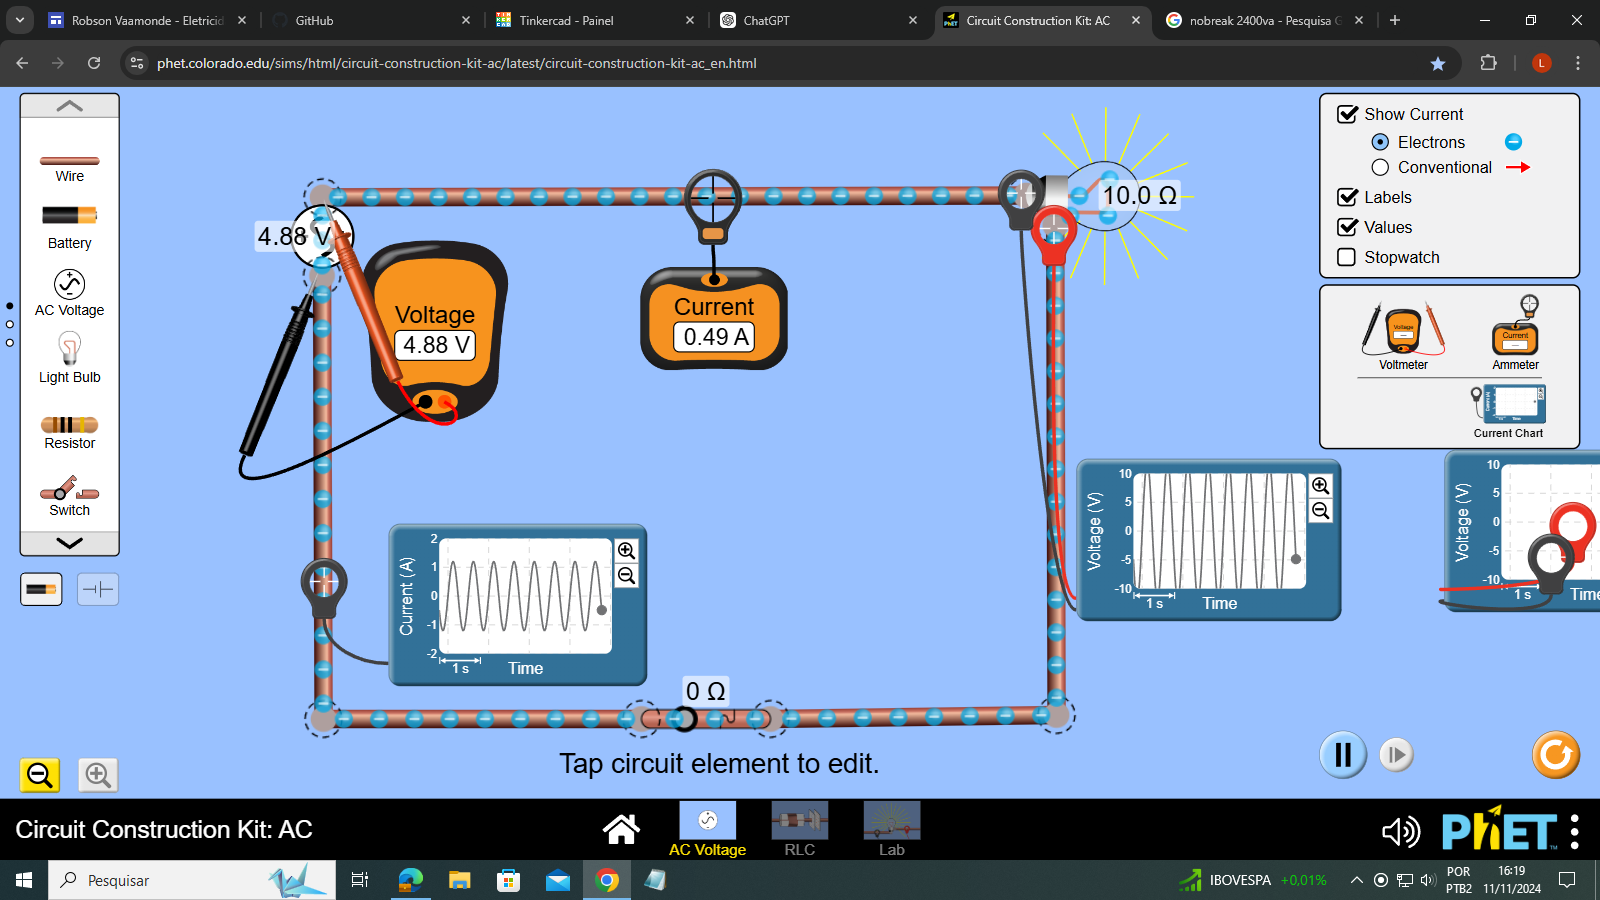 Robson Vaamonde - Eletricid
GitHub
Tinkercad - Painel
ChatGPT
Circuit Construction Kit: AC
nobreak 2400va - Pesquisa G
phet.colorado.edu/sims/html/circuit-construction-kit-ac/latest/circuit-construction-kit-ac_en.html
L
Wire
Battery
AC Voltage
Light Bulb
Resistor
Switch
4.88 V
Voltage
4.88 V
Current
0.49 A
10.0 Ω
Show Current
Electrons
Conventional
Labels
Values
Stopwatch
Voltage
Current
Voltmeter
Ammeter
Current (A)
Time
Current Chart
Current (A)
2
1
0
-1
-2
1 s
Time
Voltage (V)
10
5
0
-5
-10
1 s
Time
Voltage (V)
10
5
0
-5
-10
1 s
Time
0 Ω
Tap circuit element to edit.
Circuit Construction Kit: AC
AC Voltage
RLC
Lab
PhET
Pesquisar
IBOVESPA +0,01%
POR
PTB2
16:19
11/11/2024